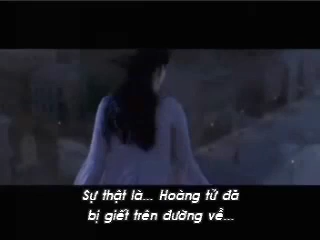 Sự thật là... Hoàng tử đã
bị giết trên đường về...